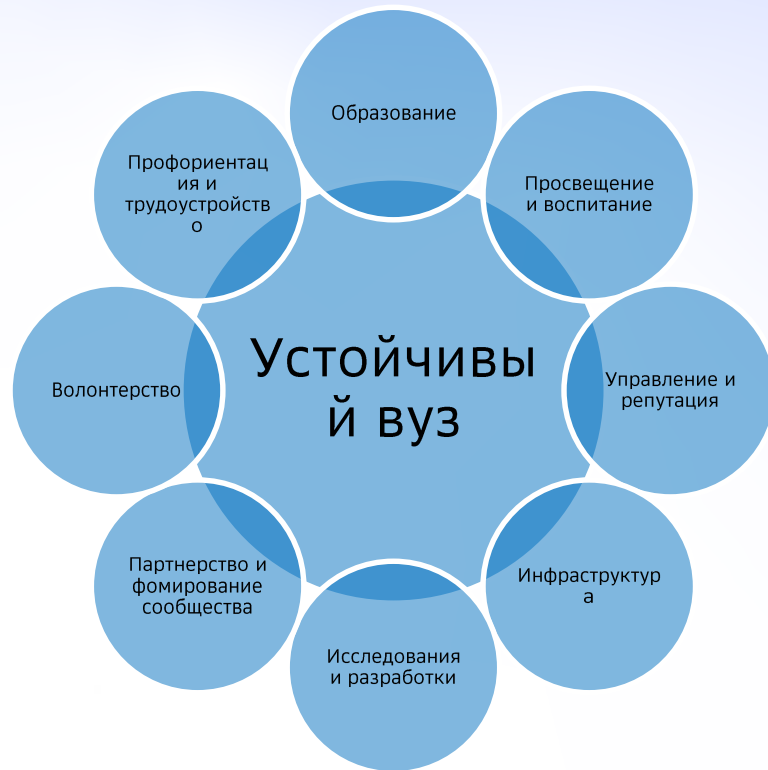 Образование
Просвещение
и воспитание
Управление и
репутация
Инфраструктур
а
Исследования
и разработки
Партнерство и
фомирование
сообщества
Волонтерство
Профориентац
ия и
трудоустройств
о
Устойчивы
й вуз